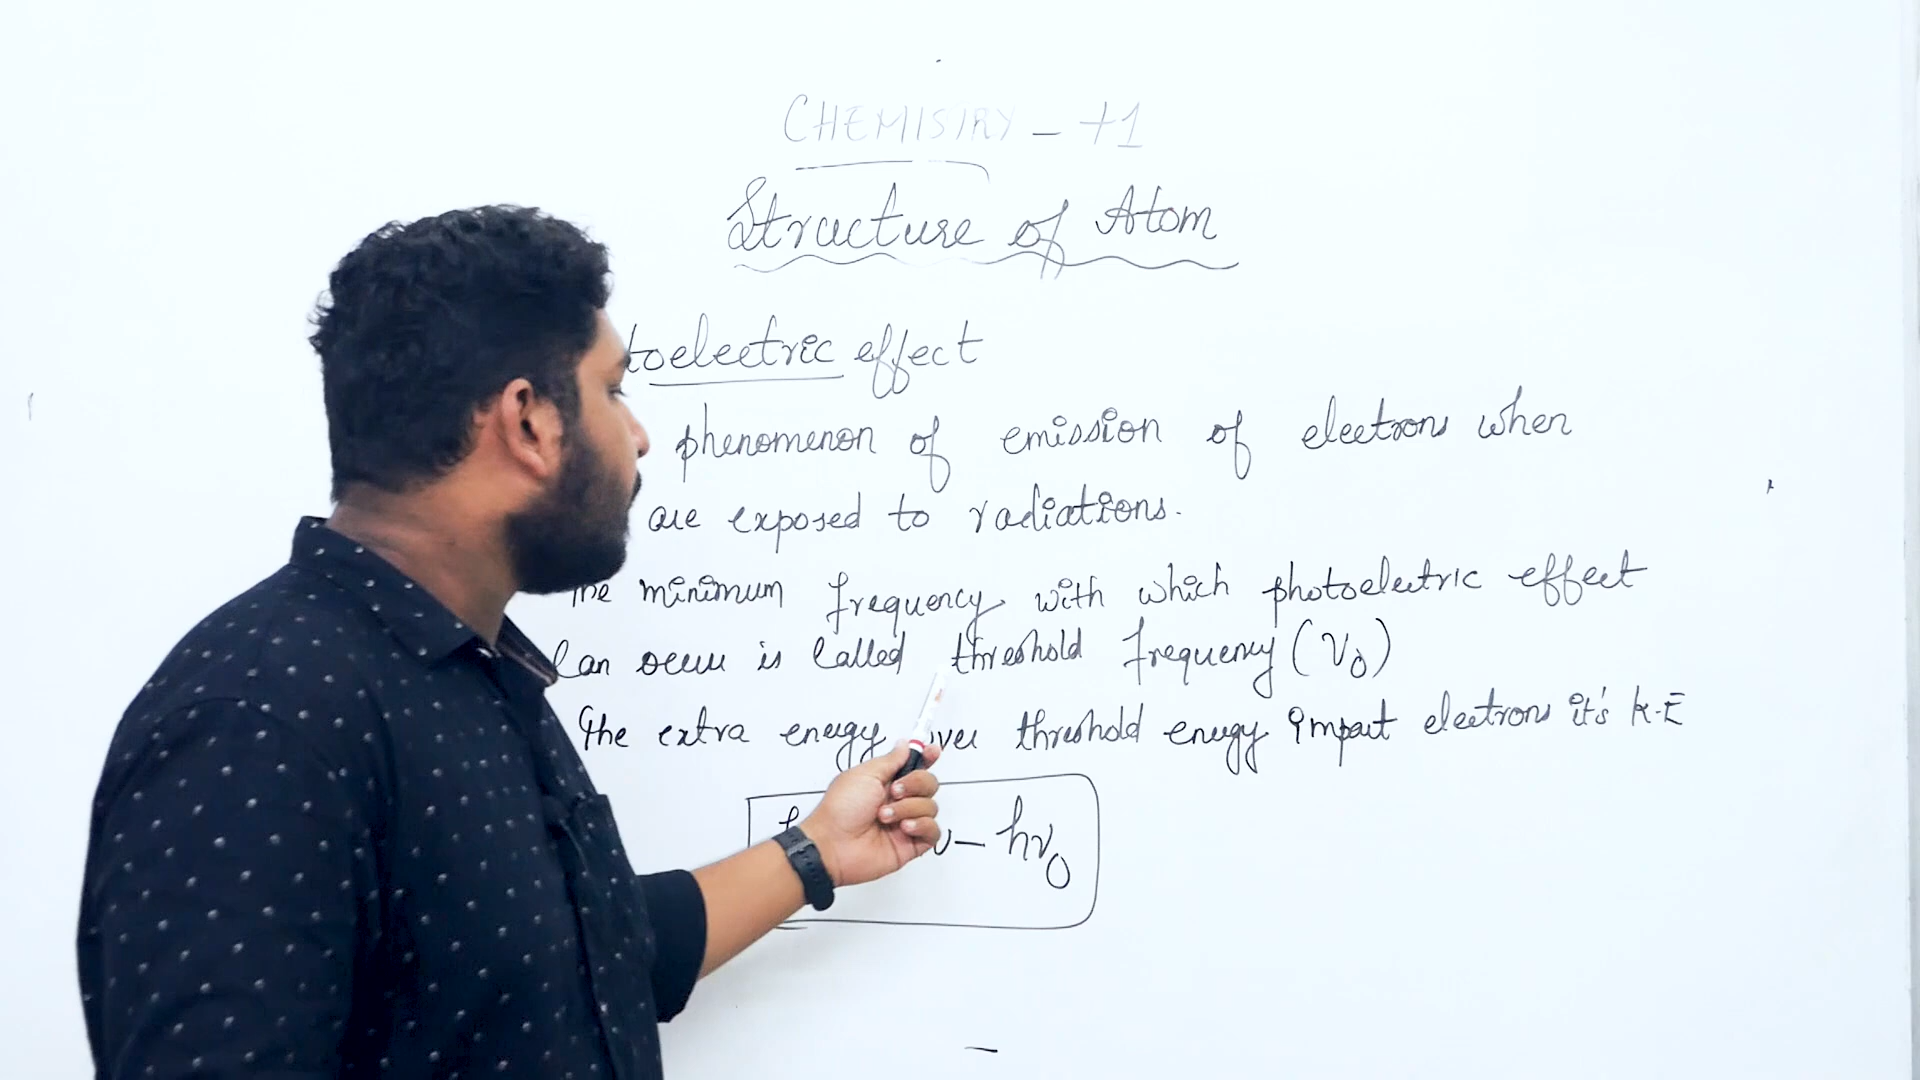 CHEMISTRY - +1
Structure of Atom
toelectric effect
phenomenon of emission of electrons when
are exposed to radiations.
The minimum frequency with which photoelectric effect
Can occur is Called threshold frequency (ν₀)
The extra energy over threshold energy impart electrons it's K.E
ν - hν₀